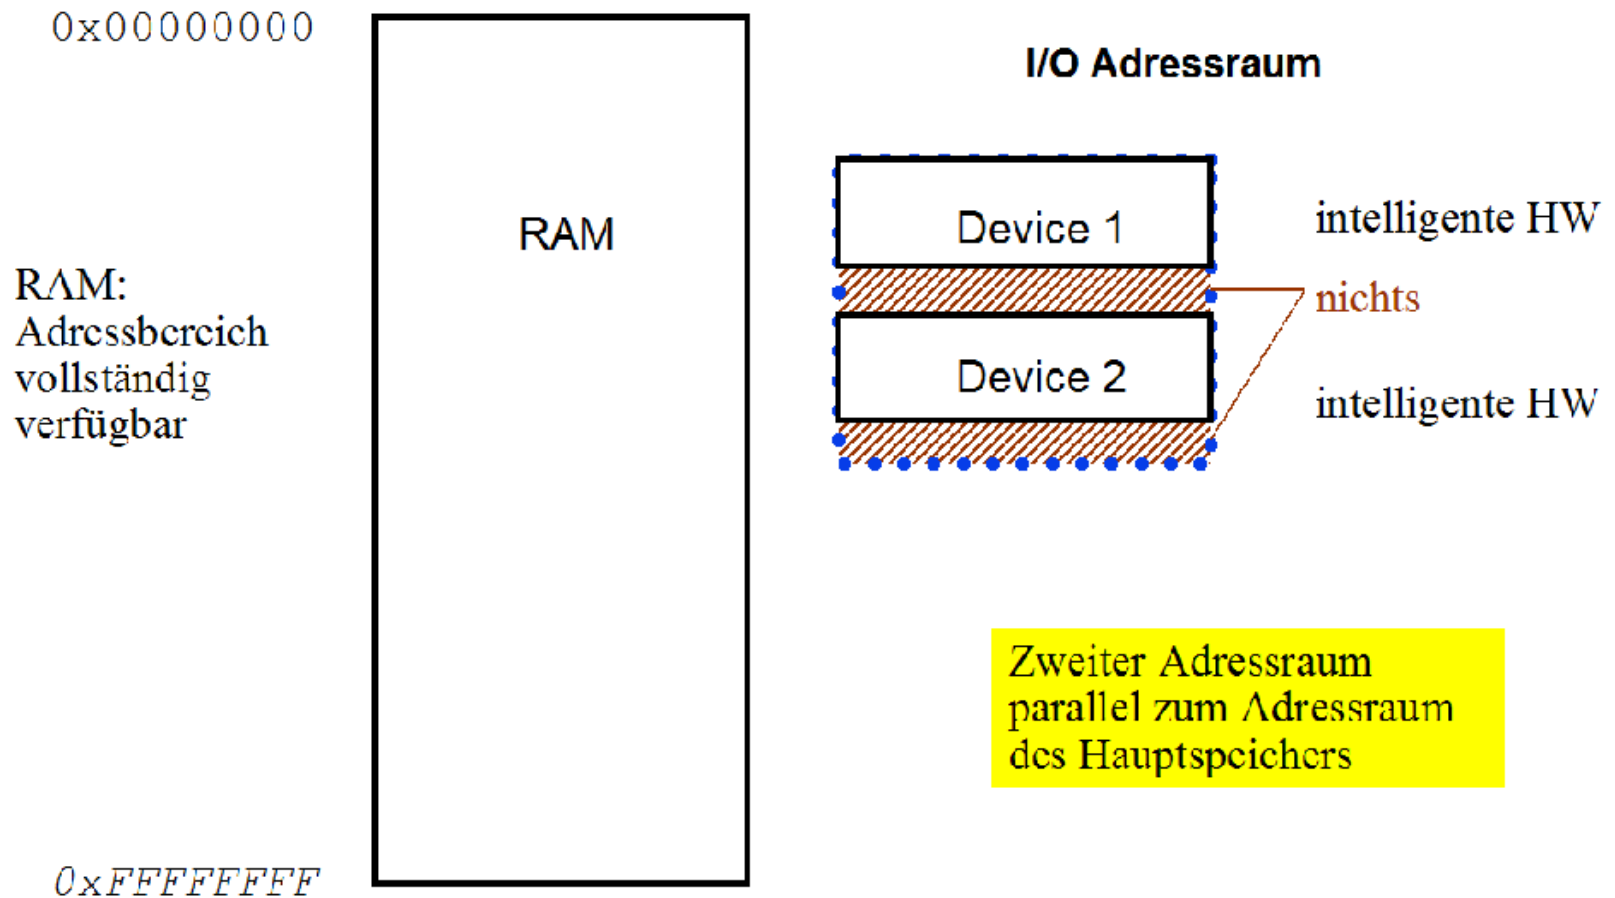 0x00000000
I/O Adressraum
RAM
Device 1
intelligente HW
nichts
RAM:
Adressbereich
vollständig
verfügbar
Device 2
intelligente HW
Zweiter Adressraum
parallel zum Adressraum
des Hauptspeichers
0xFFFFFFFF